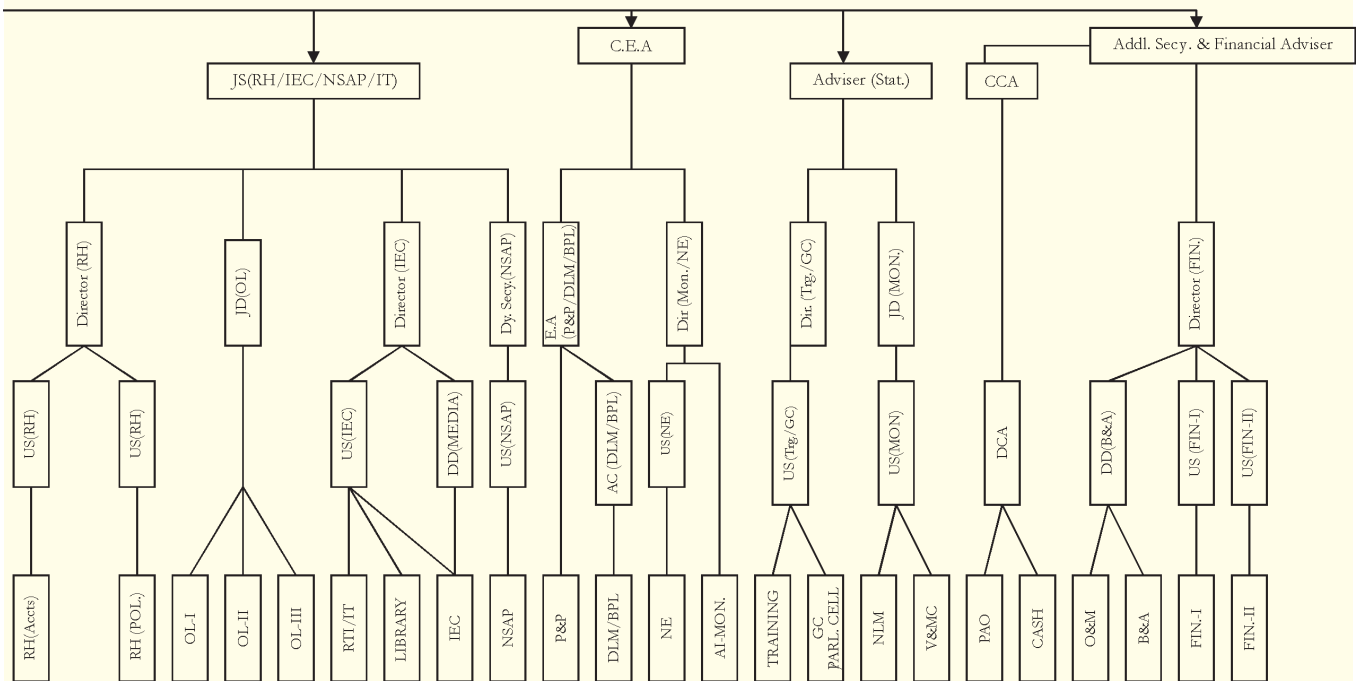 C.E.A
Addl. Secy. & Financial Adviser
JS(RH/IEC/NSAP/IT)
Adviser (Stat.)
CCA
Director (RH)
JD(OL)
Director (IEC)
Dy. Secy.(NSAP)
E.A
(P&P/DLM/BPL)
Dir (Mon./NE)
Dir. (Trg./GC)
JD (MON.)
Director (FIN.)
US(RH)
US(RH)
US(IEC)
DD(MEDIA)
US(NSAP)
AC (DLM/BPL)
US(NE)
US (Trg/GC)
US(MON)
DCA
DD(B&A)
US (FIN-I)
US(FIN-II)
RH(Accts)
RH (POL.)
OL-I
OL-II
OL-III
RTI/IT
LIBRARY
IEC
NSAP
P&P
DLM/BPL
NE
AI-MON.
TRAINING
GC
PARL. CELL
NLM
V&MC
PAO
CASH
O&M
B&A
FIN.-I
FIN.-II